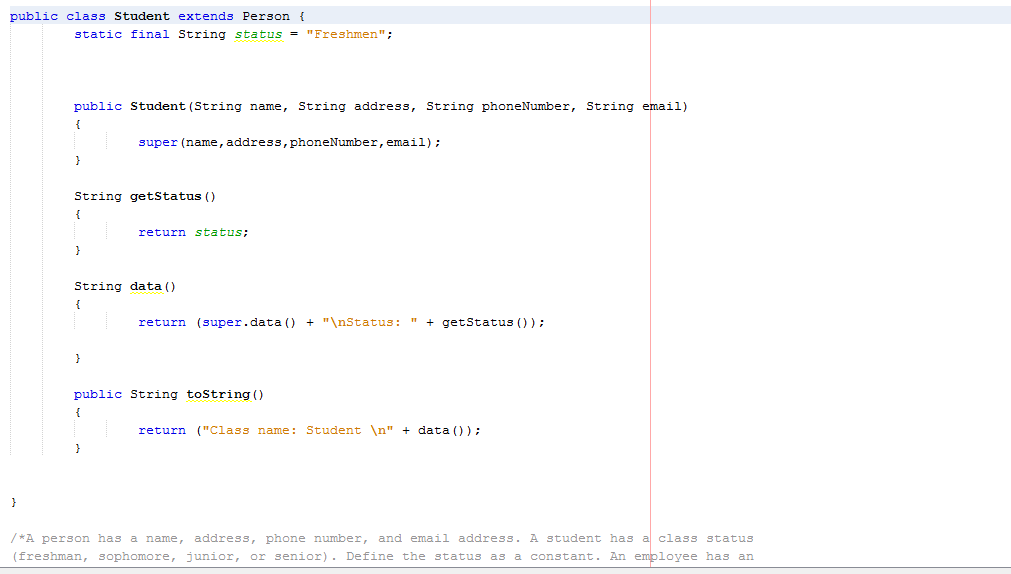 public class Student extends Person {
static final String status = "Freshmen";
public Student(String name, String address, String phoneNumber, String email)
{
super(name,address,phoneNumber,email);
}
String getStatus()
{
return status;
}
String data()
{
return (super.data() + "\nStatus: " + getStatus());
}
public String toString()
{
return ("Class name: Student \n" + data());
}
}
/*A person has a name, address, phone number, and email address. A student has a class status
(freshman, sophomore, junior, or senior). Define the status as a constant. An employee has an